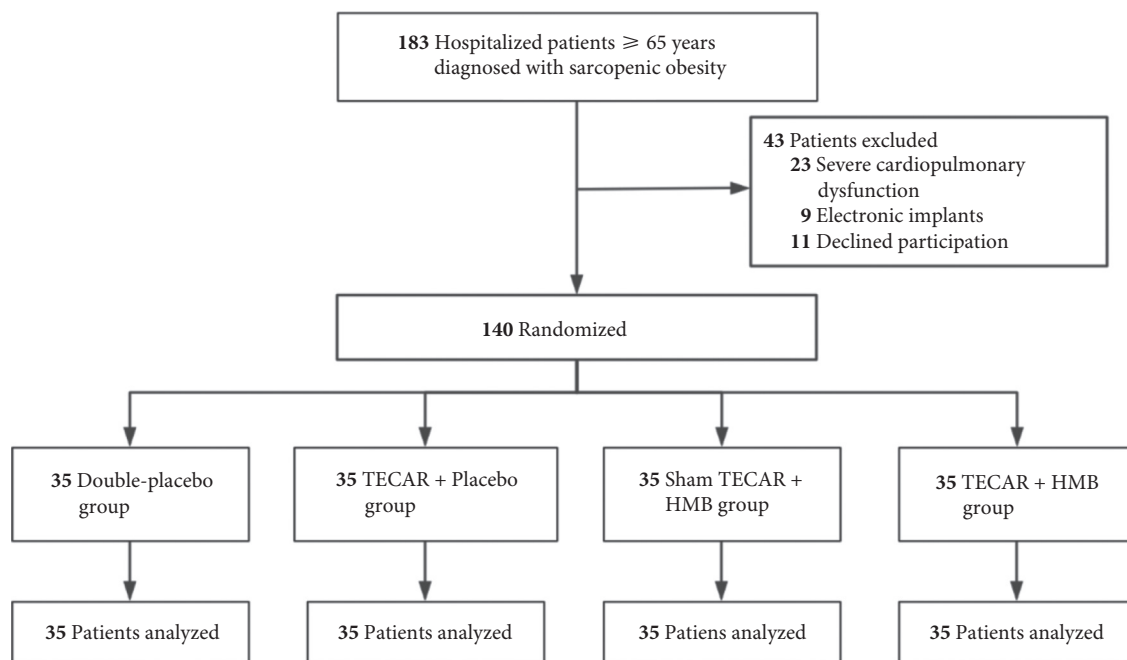 183 Hospitalized patients ⩾ 65 years
diagnosed with sarcopenic obesity
43 Patients excluded
23 Severe cardiopulmonary
dysfunction
9 Electronic implants
11 Declined participation
140 Randomized
35 Double-placebo
group
35 TECAR + Placebo
group
35 Sham TECAR +
HMB group
35 TECAR + HMB
group
35 Patients analyzed
35 Patients analyzed
35 Patiens analyzed
35 Patients analyzed